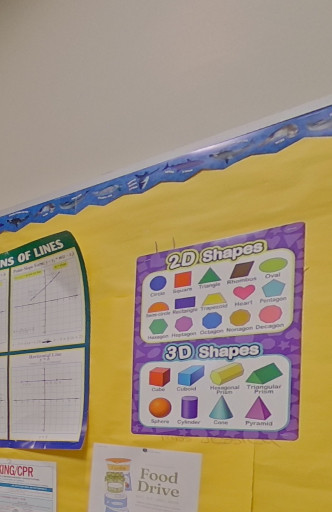 NS OF LINES
2D Shapes
Circle
Square
Triangle
Rhombus
Oval
Rectangle
Trapezoid
Heart
Pentagon
Hexagon
Heptagon
Octagon
Nonagon
Decagon
3D Shapes
Cube
Cuboid
Hexagonal
Prism
Triangular
Prism
Sphere
Cylinder
Cone
Pyramid
KING/CPR
Food
Drive